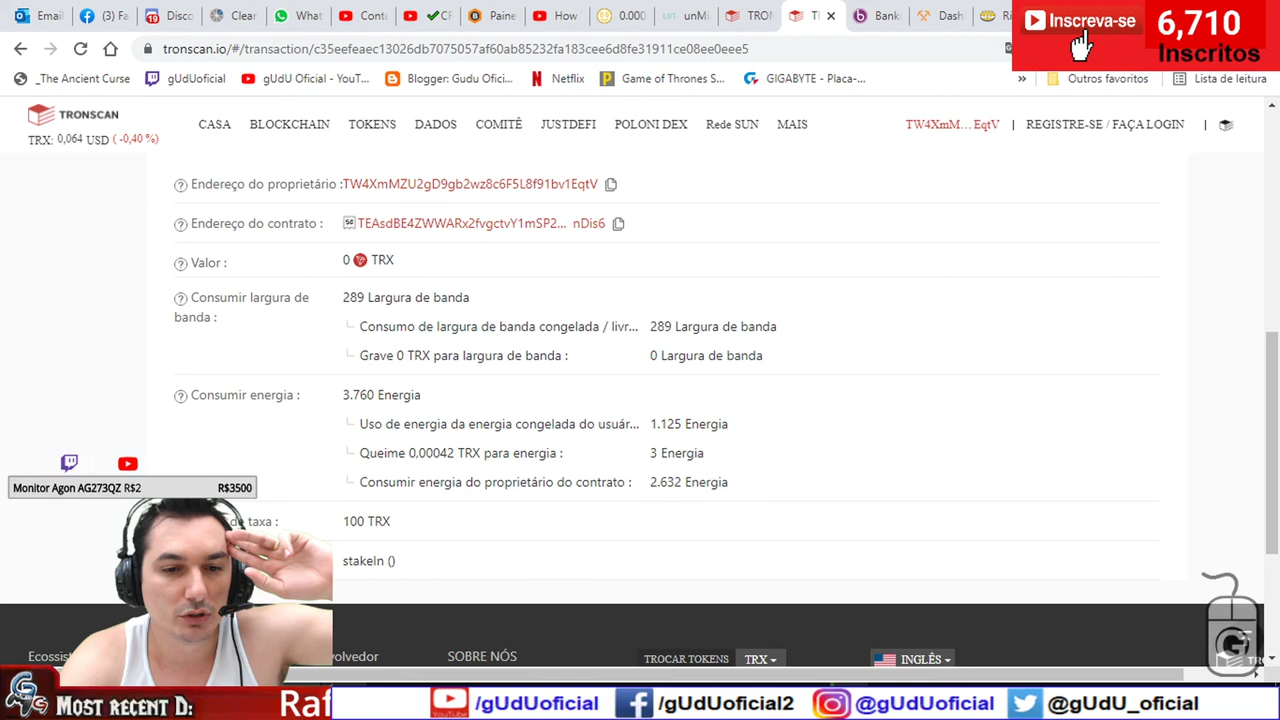 Email
(3) Fa
Disco
Clear
What
Conte
CF
Paine
How
0.000
unMi
TRON
TI
Bank
Dash
Ri
Inscreva-se
6,710
Inscritos
tronscan.io/#/transaction/c35eefeaec13026db7075057af60ab85232fa183cee6d8fe31911ce08ee0eee5
_The Ancient Curse
gUdUoficial
gUdU Oficial - YouT...
Blogger: Gudu Ofici...
Netflix
Game of Thrones S...
GIGABYTE - Placa-...
»
Outros favoritos
Lista de leitura
TRONSCAN
TRX: 0,064 USD (-0,40 %)
CASA
BLOCKCHAIN
TOKENS
DADOS
COMITÊ
JUSTDEFI
POLONI DEX
Rede SUN
MAIS
TW4XmM... EqtV
REGISTRE-SE / FAÇA LOGIN
Endereço do proprietário : TW4XmMZU2gD9gb2wz8c6F5L8f91bv1EqtV
Endereço do contrato : TEAsdBE4ZWWARx2fvgctvY1mSP2... nDis6
Valor : 0 TRX
Consumir largura de banda : 289 Largura de banda
Consumo de largura de banda congelada / livr... 289 Largura de banda
Grave 0 TRX para largura de banda : 0 Largura de banda
Consumir energia : 3.760 Energia
Uso de energia da energia congelada do usuár... 1.125 Energia
Queime 0,00042 TRX para energia : 3 Energia
Consumir energia do proprietário do contrato : 2.632 Energia
Monitor Agon AG273QZ R$2 R$3500
de taxa : 100 TRX
stakeIn ()
Ecossist
volvedor
SOBRE NÓS
TROCAR TOKENS
TRX
INGLÊS
MOST RECENT D:
Raf
/gUdUoficial
/gUdUoficial2
@gUdUoficial
@gUdU_oficial